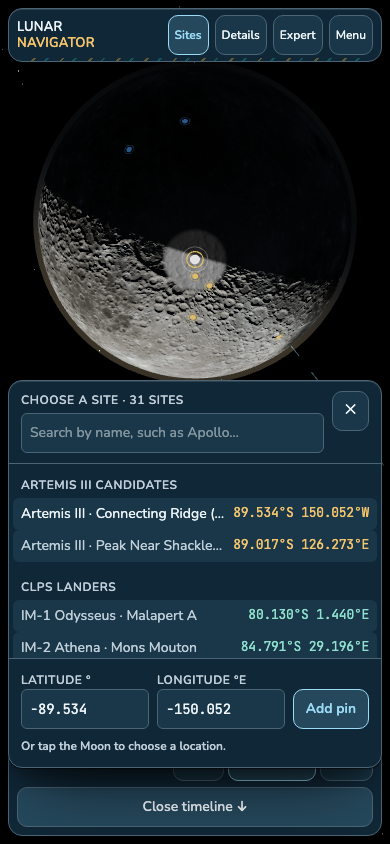 LUNAR
NAVIGATOR
Sites
Details
Expert
Menu
CHOOSE A SITE · 31 SITES
×
Search by name, such as Apollo...
ARTEMIS III CANDIDATES
Artemis III · Connecting Ridge (... 89.534°S 150.052°W
Artemis III · Peak Near Shackle... 89.017°S 126.273°E
CLPS LANDERS
IM-1 Odysseus · Malapert A 80.130°S 1.440°E
IM-2 Athena · Mons Mouton 84.791°S 29.196°E
LATITUDE ° LONGITUDE °E
-89.534 -150.052 Add pin
Or tap the Moon to choose a location.
Close timeline ↓